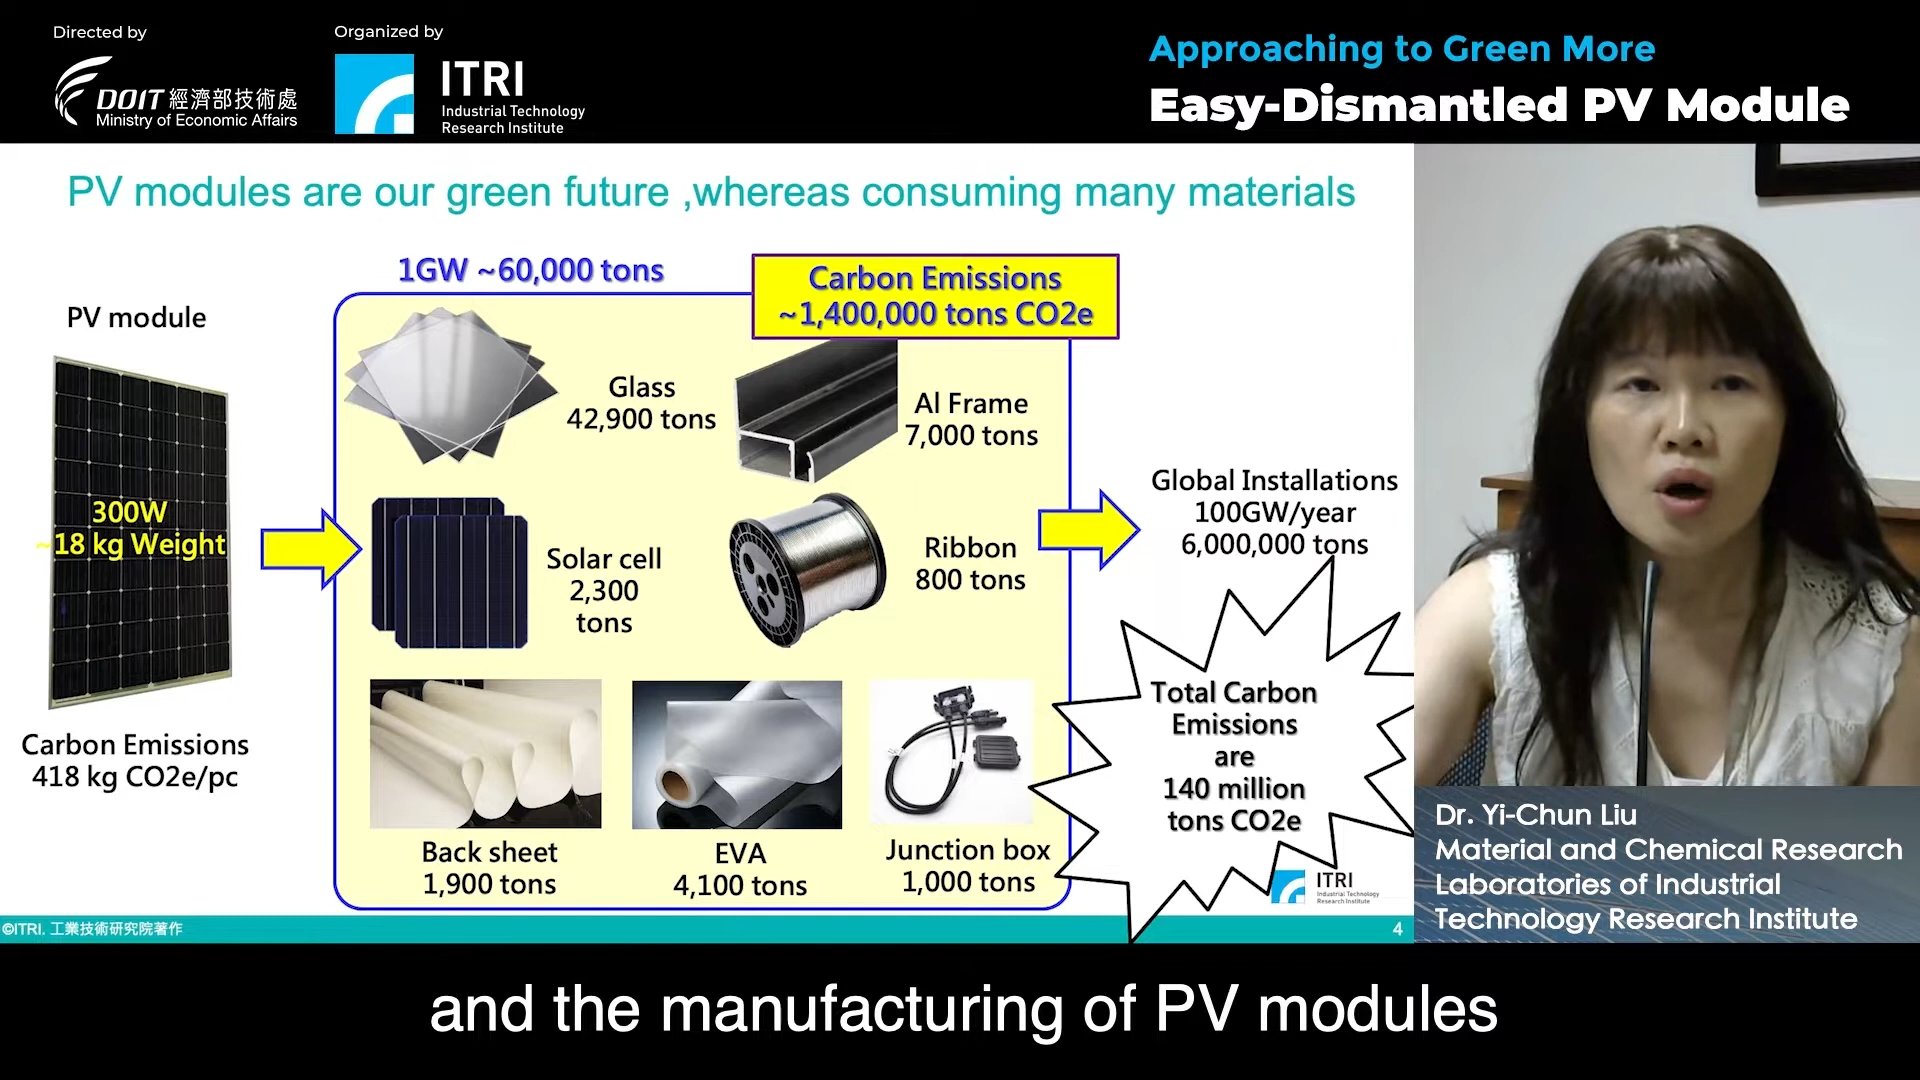 Directed by
DOIT 經濟部技術處
Ministry of Economic Affairs
Organized by
ITRI
Industrial Technology
Research Institute
Approaching to Green More
Easy-Dismantled PV Module
PV modules are our green future ,whereas consuming many materials
1GW ~60,000 tons
Carbon Emissions
~1,400,000 tons CO2e
PV module
300W
~18 kg Weight
Carbon Emissions
418 kg CO2e/pc
Glass
42,900 tons
Al Frame
7,000 tons
Solar cell
2,300
tons
Ribbon
800 tons
Back sheet
1,900 tons
EVA
4,100 tons
Junction box
1,000 tons
Global Installations
100GW/year
6,000,000 tons
Total Carbon
Emissions
are
140 million
tons CO2e
ITRI
Industrial Technology
Research Institute
©ITRI. 工業技術研究院著作
4
Dr. Yi-Chun Liu
Material and Chemical Research
Laboratories of Industrial
Technology Research Institute
and the manufacturing of PV modules